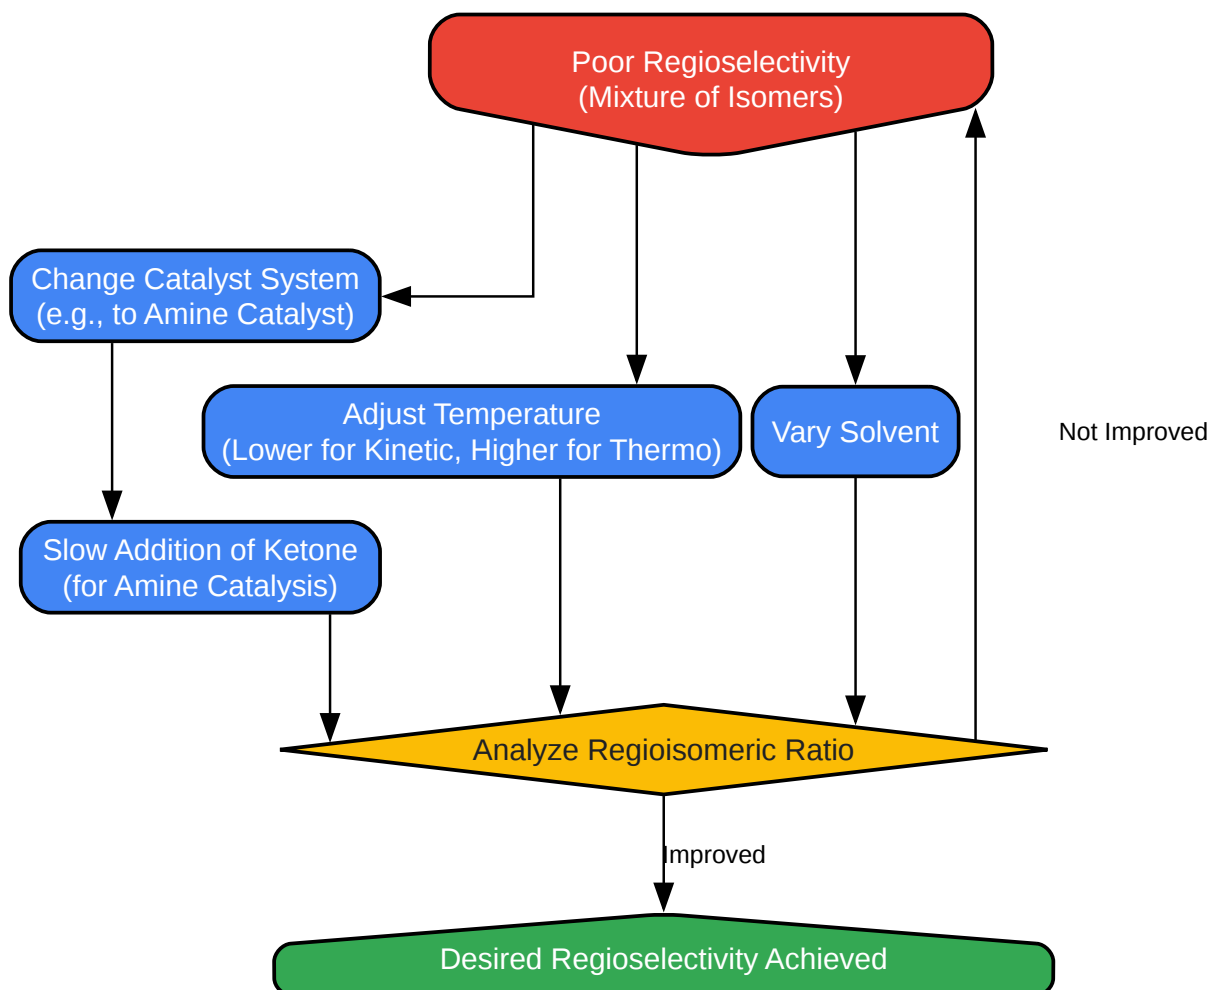 Poor Regioselectivity
(Mixture of Isomers)
Change Catalyst System
(e.g., to Amine Catalyst)
Adjust Temperature
(Lower for Kinetic, Higher for Thermo)
Vary Solvent
Not Improved
Slow Addition of Ketone
(for Amine Catalysis)
Analyze Regioisomeric Ratio
Improved
Desired Regioselectivity Achieved